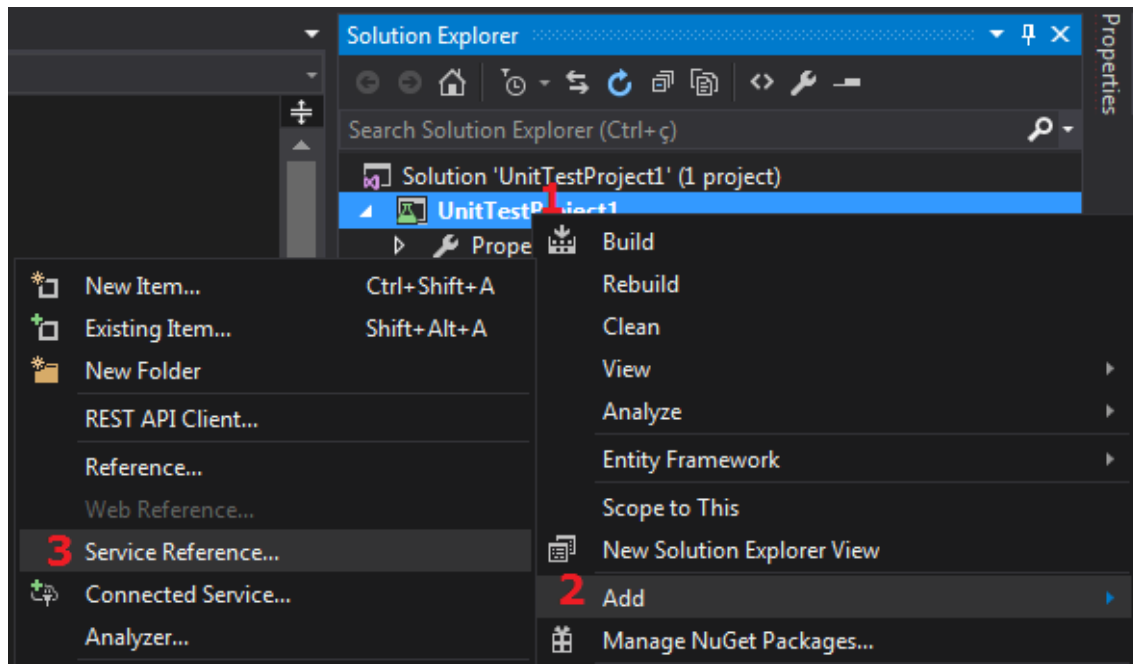 Solution Explorer
Properties
Search Solution Explorer (Ctrl+ç)
Solution 'UnitTestProject1' (1 project)
1
UnitTestProject1
Prope
Build
Rebuild
Clean
View
Analyze
Entity Framework
Scope to This
New Solution Explorer View
2 Add
Manage NuGet Packages...
New Item... Ctrl+Shift+A
Existing Item... Shift+Alt+A
New Folder
REST API Client...
Reference...
Web Reference...
3 Service Reference...
Connected Service...
Analyzer...